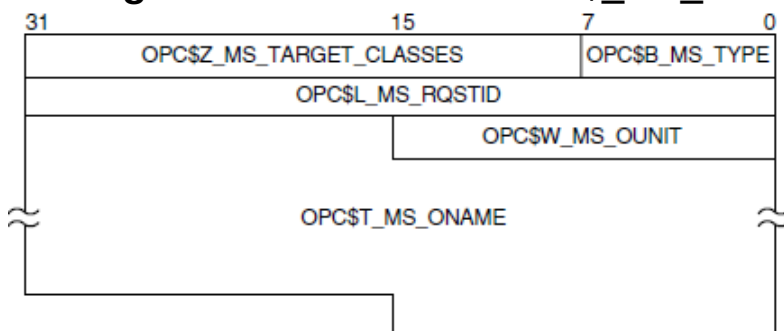 31 15 7 0
OPC$Z_MS_TARGET_CLASSES OPC$B_MS_TYPE
OPC$L_MS_RQSTID
OPC$W_MS_OUNIT
OPC$T_MS_ONAME